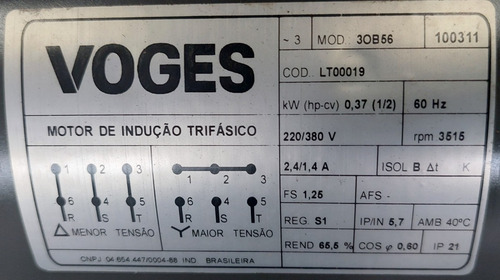 VOGES
MOTOR DE INDUÇÃO TRIFÁSICO
1 2 3
6 4 5
R S T
△ MENOR TENSÃO
1 2 3
6 4 5
R S T
Y MAIOR TENSÃO
CNPJ 04 654 447/0004-88 IND BRASILEIRA
~ 3 MOD. 3OB56 100311
COD. LT00019
kW (hp-cv) 0,37 (1/2) 60 Hz
220/380 V rpm 3515
2,4/1,4 A ISOL B Δt K
FS 1,25 AFS -
REG. S1 IP/IN 5,7 AMB 40°C
REND 65,5 % COS φ 0,60 IP 21